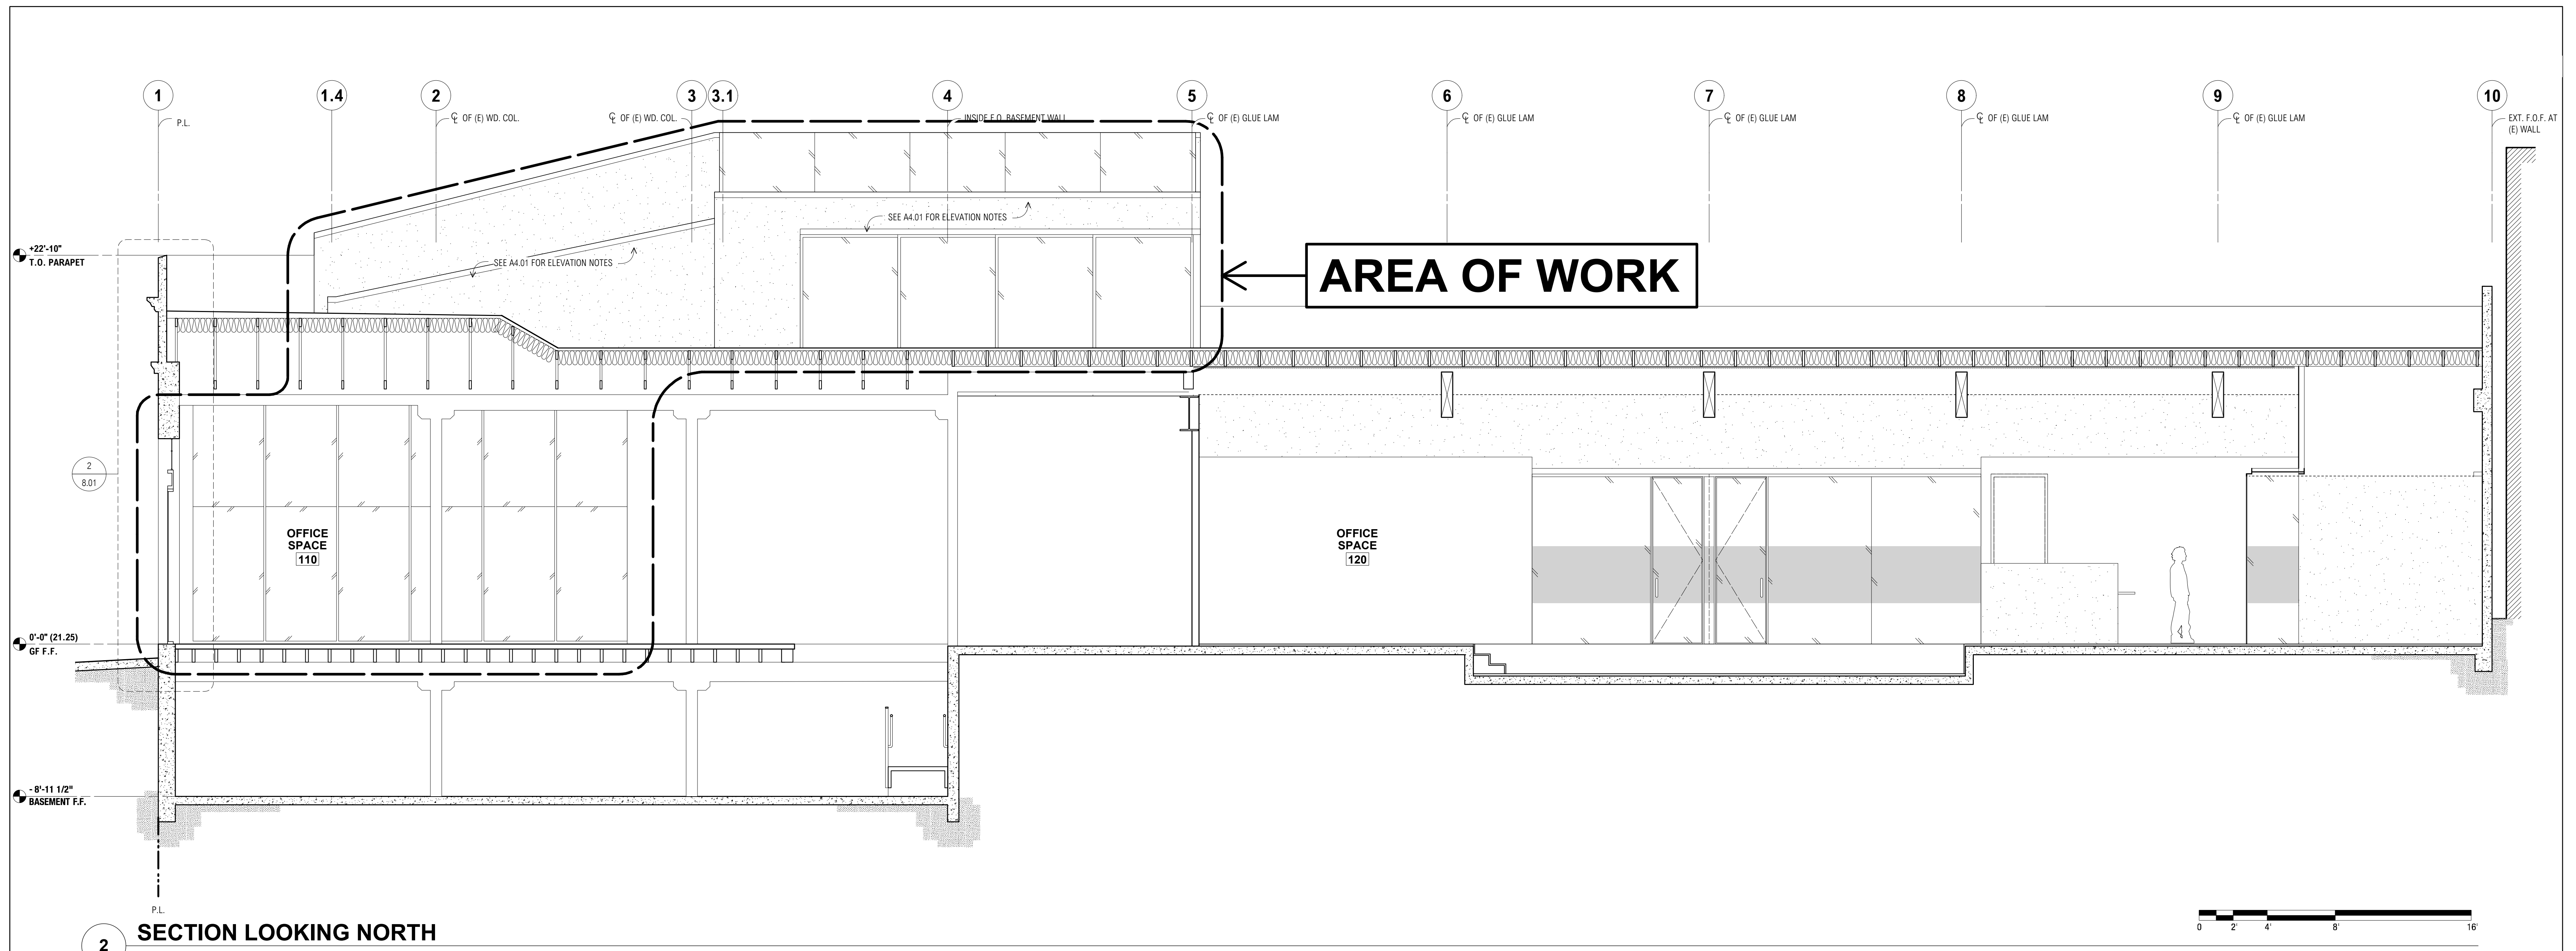 1
1.4
2
3
3.1
4
5
6
7
8
9
10
P.L.
℄ OF (E) WD. COL.
℄ OF (E) WD. COL.
INSIDE F.O. BASEMENT WALL
℄ OF (E) GLUE LAM
℄ OF (E) GLUE LAM
℄ OF (E) GLUE LAM
℄ OF (E) GLUE LAM
℄ OF (E) GLUE LAM
EXT. F.O.F. AT
(E) WALL
SEE A4.01 FOR ELEVATION NOTES
+22'-10"
T.O. PARAPET
SEE A4.01 FOR ELEVATION NOTES
AREA OF WORK
2
8.01
OFFICE
SPACE
110
OFFICE
SPACE
120
0'-0" (21.25)
GF F.F.
- 8'-11 1/2"
BASEMENT F.F.
P.L.
2
SECTION LOOKING NORTH
0 2' 4' 8' 16'